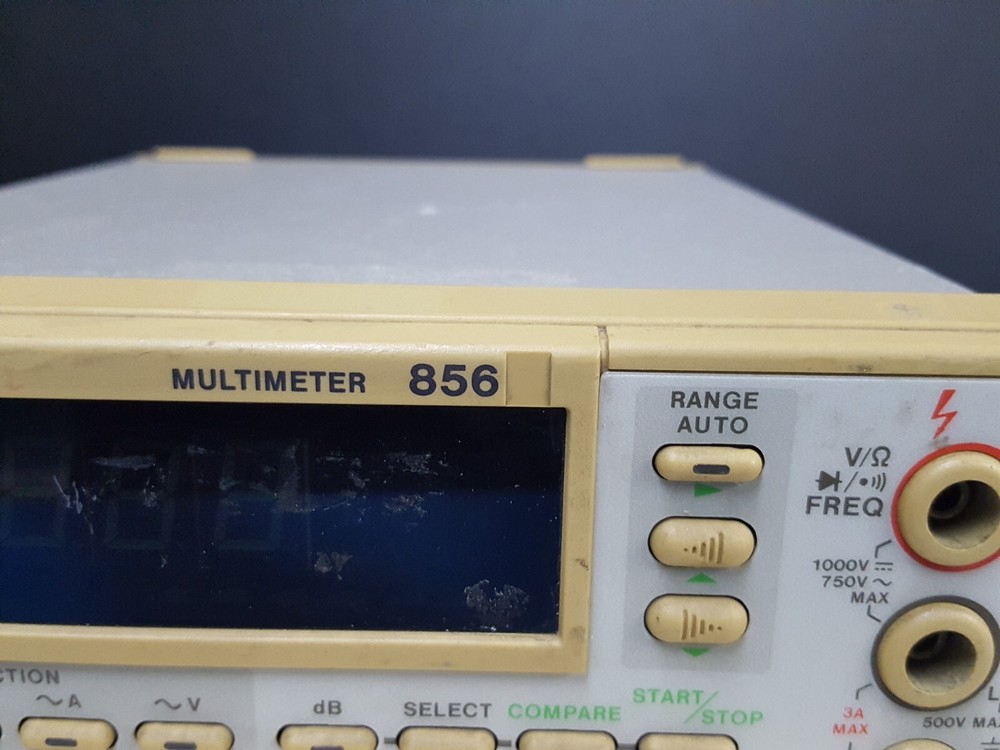 MULTIMETER 856
RANGE
AUTO
V/Ω
FREQ
1000V
750V ~
MAX
3A
MAX
500V MA
CTION
~A
~V
dB
SELECT
COMPARE
START/
STOP